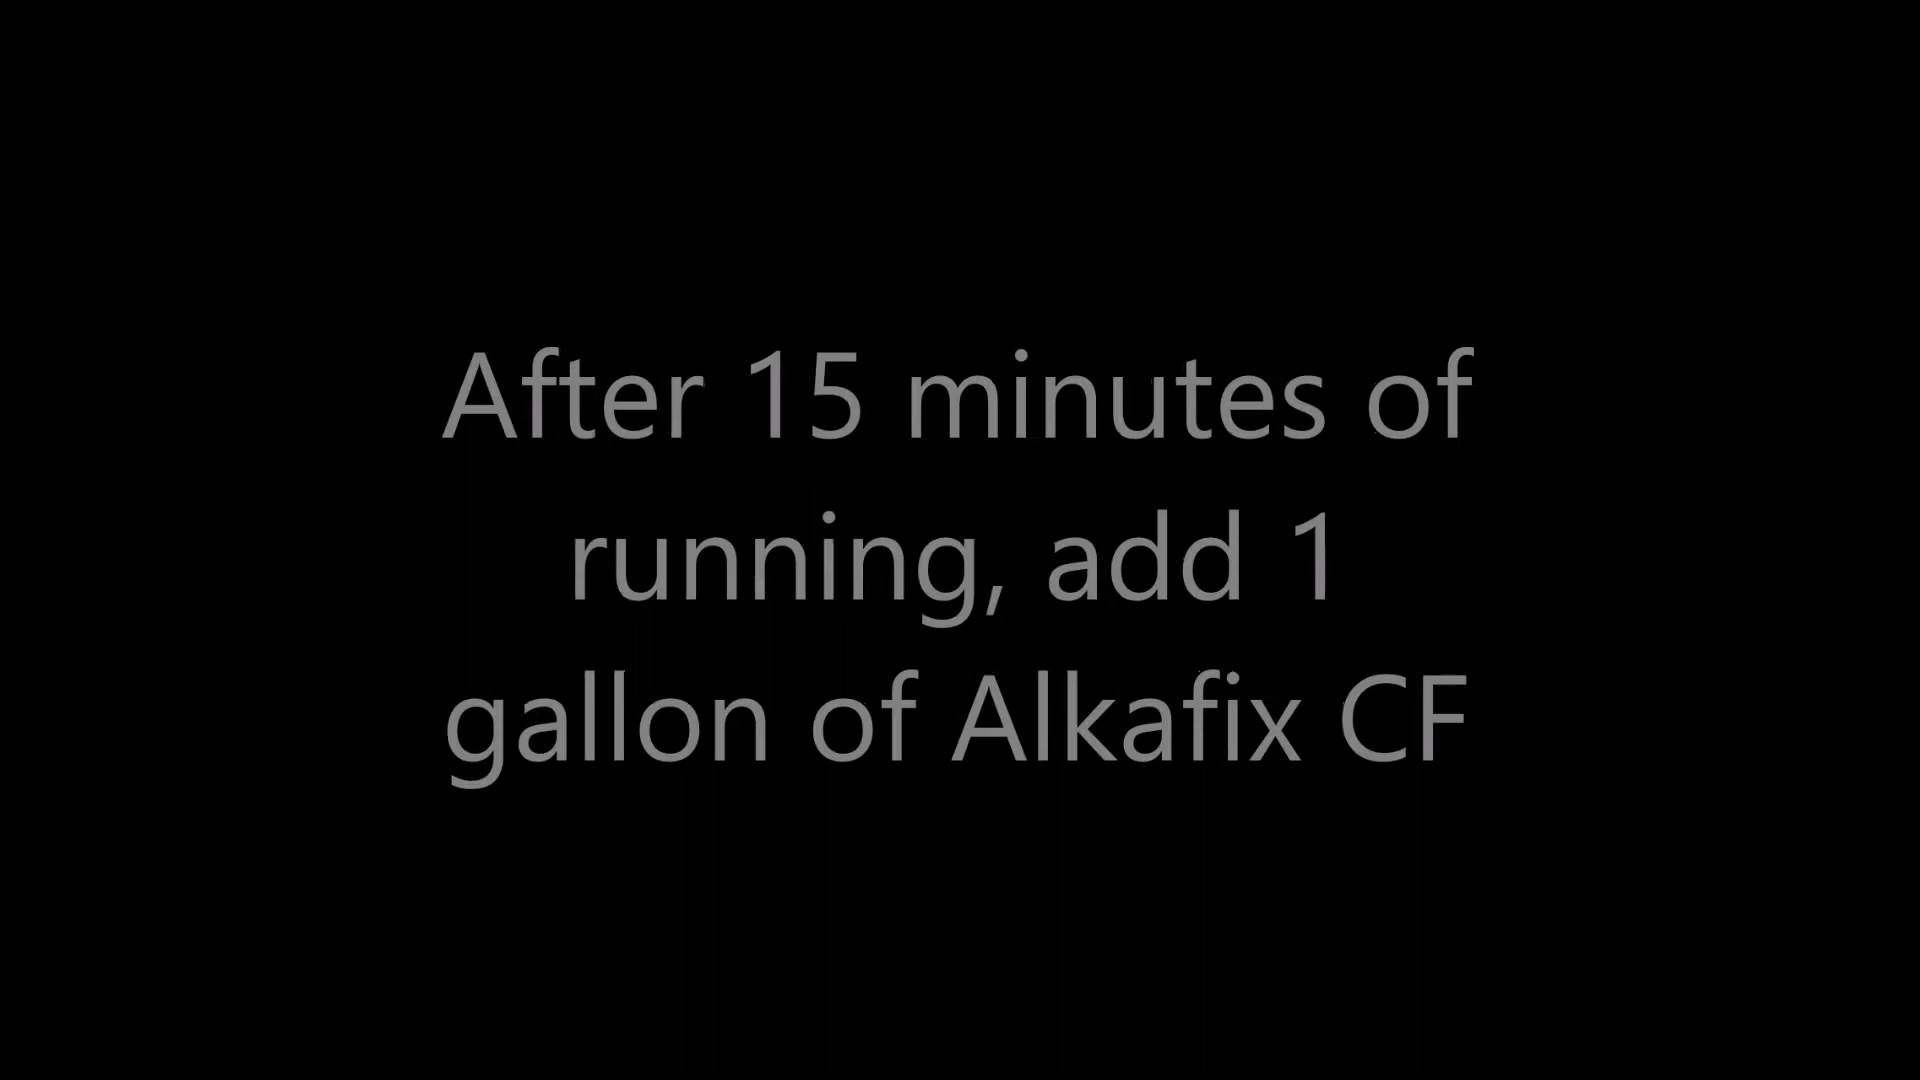 After 15 minutes of
running, add 1
gallon of Alkafix CF